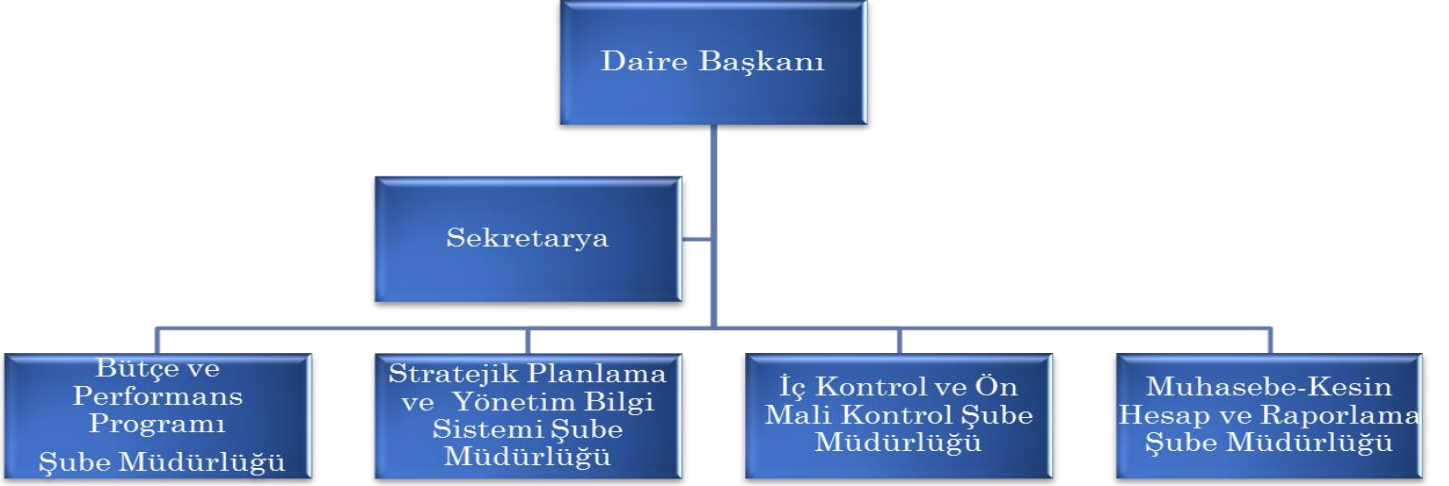 Daire Başkanı
Sekretarya
Bütçe ve
Performans
Programı
Şube Müdürlüğü
Stratejik Planlama
ve Yönetim Bilgi
Sistemi Şube
Müdürlüğü
İç Kontrol ve Ön
Mali Kontrol Şube
Müdürlüğü
Muhasebe-Kesin
Hesap ve Raporlama
Şube Müdürlüğü